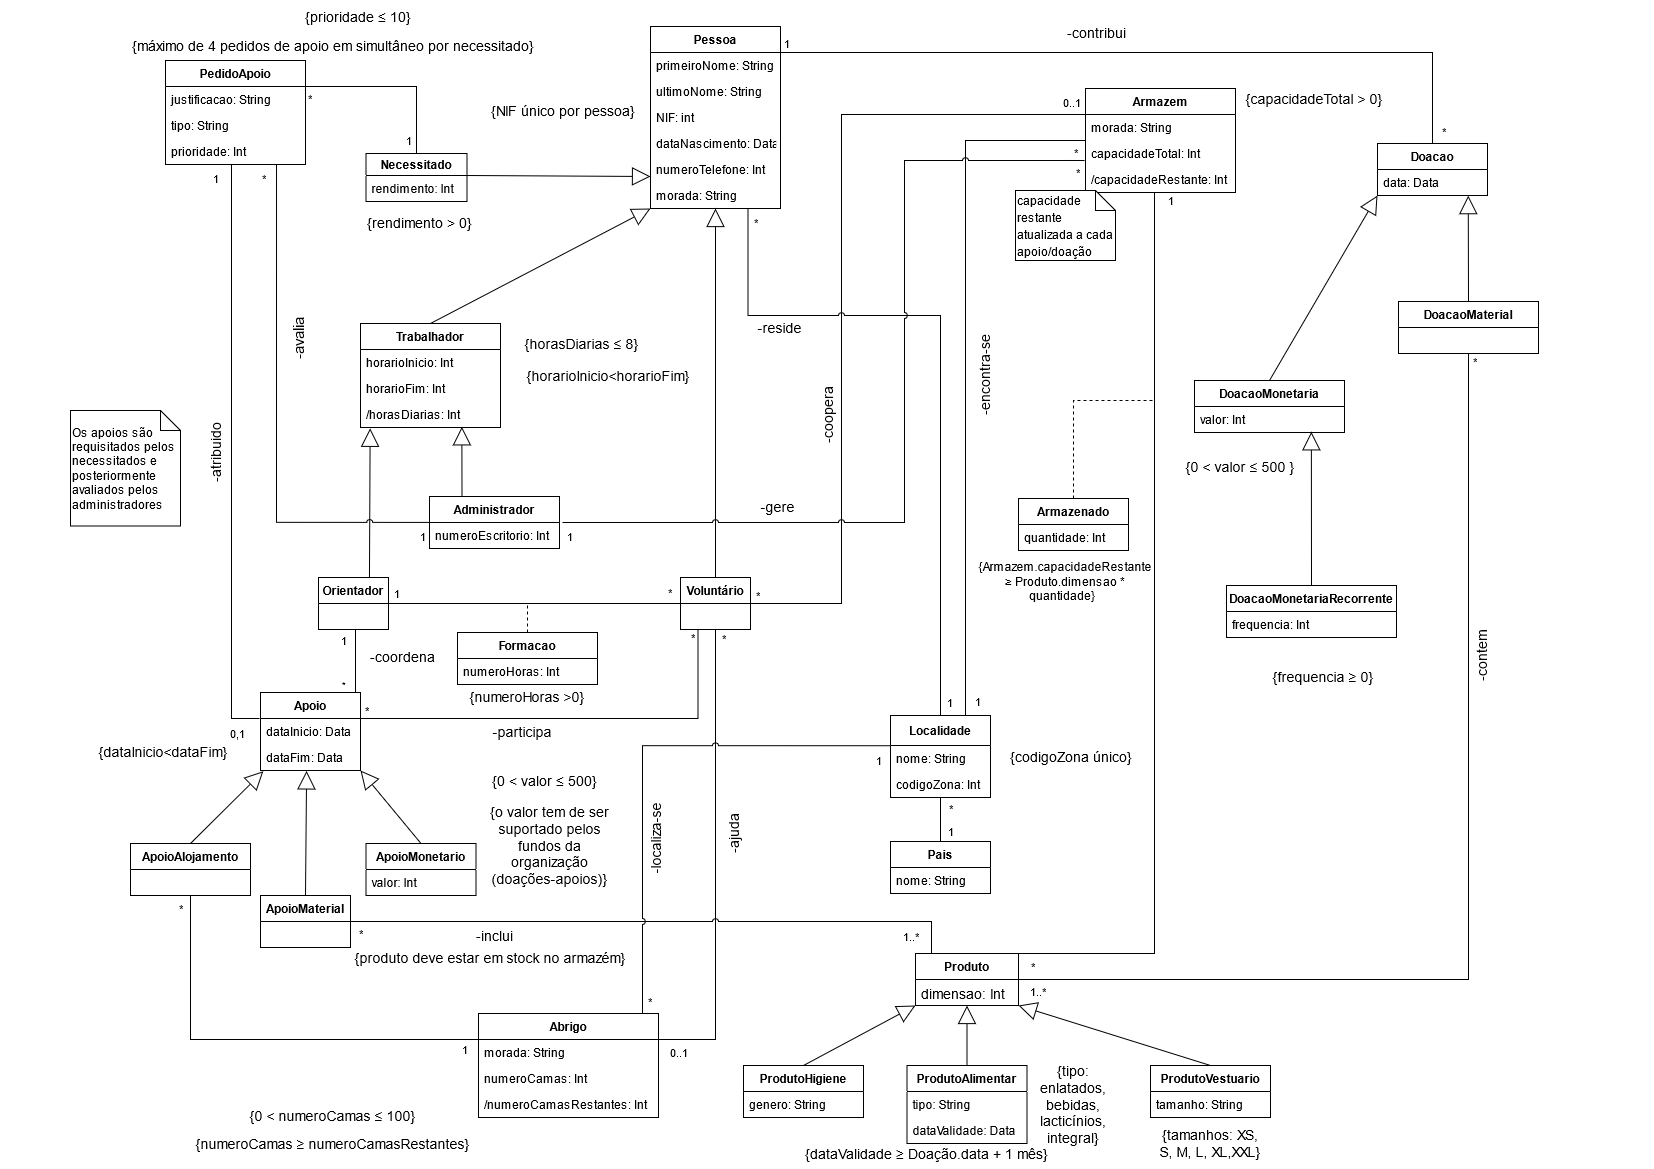 {prioridade ≤ 10}
{máximo de 4 pedidos de apoio em simultâneo por necessitado}
PedidoApoio
justificacao: String
tipo: String
prioridade: Int
*
1
1
*
Necessitado
rendimento: Int
{rendimento > 0}
{NIF único por pessoa}
Pessoa
primeiroNome: String
ultimoNome: String
NIF: int
dataNascimento: Data
numeroTelefone: Int
morada: String
1
*
-contribui
0..1
Armazem
morada: String
capacidadeTotal: Int
/capacidadeRestante: Int
{capacidadeTotal > 0}
*
*
1
capacidade
restante
atualizada a cada
apoio/doação
*
Doacao
data: Data
DoacaoMaterial
*
DoacaoMonetaria
valor: Int
{0 < valor ≤ 500 }
DoacaoMonetariaRecorrente
frequencia: Int
{frequencia ≥ 0}
-contem
-avalia
-atribuido
Trabalhador
horarioInicio: Int
horarioFim: Int
/horasDiarias: Int
{horasDiarias ≤ 8}
{horarioInicio<horarioFim}
-reside
-coopera
-encontra-se
Os apoios são
requisitados pelos
necessitados e
posteriormente
avaliados pelos
administradores
Administrador
numeroEscritorio: Int
1
1
-gere
Armazenado
quantidade: Int
{Armazem.capacidadeRestante
≥ Produto.dimensao *
quantidade}
Orientador
1
*
Voluntário
*
1
*
*
Formacao
numeroHoras: Int
{numeroHoras >0}
-coordena
*
Apoio
dataInicio: Data
dataFim: Data
*
0,1
{dataInicio<dataFim}
-participa
1
1
Localidade
nome: String
codigoZona: Int
1
{codigoZona único}
*
1
Pais
nome: String
{0 < valor ≤ 500}
{o valor tem de ser
suportado pelos
fundos da
organização
(doações-apoios)}
-localiza-se
-ajuda
ApoioAlojamento
*
ApoioMonetario
valor: Int
ApoioMaterial
*
-inclui
{produto deve estar em stock no armazém}
1..*
Produto
dimensao: Int
*
1..*
*
Abrigo
morada: String
numeroCamas: Int
/numeroCamasRestantes: Int
1
0..1
{0 < numeroCamas ≤ 100}
{numeroCamas ≥ numeroCamasRestantes}
ProdutoHigiene
genero: String
ProdutoAlimentar
tipo: String
dataValidade: Data
{tipo:
enlatados,
bebidas,
lacticínios,
integral}
{dataValidade ≥ Doação.data + 1 mês}
ProdutoVestuario
tamanho: String
{tamanhos: XS,
S, M, L, XL,XXL}